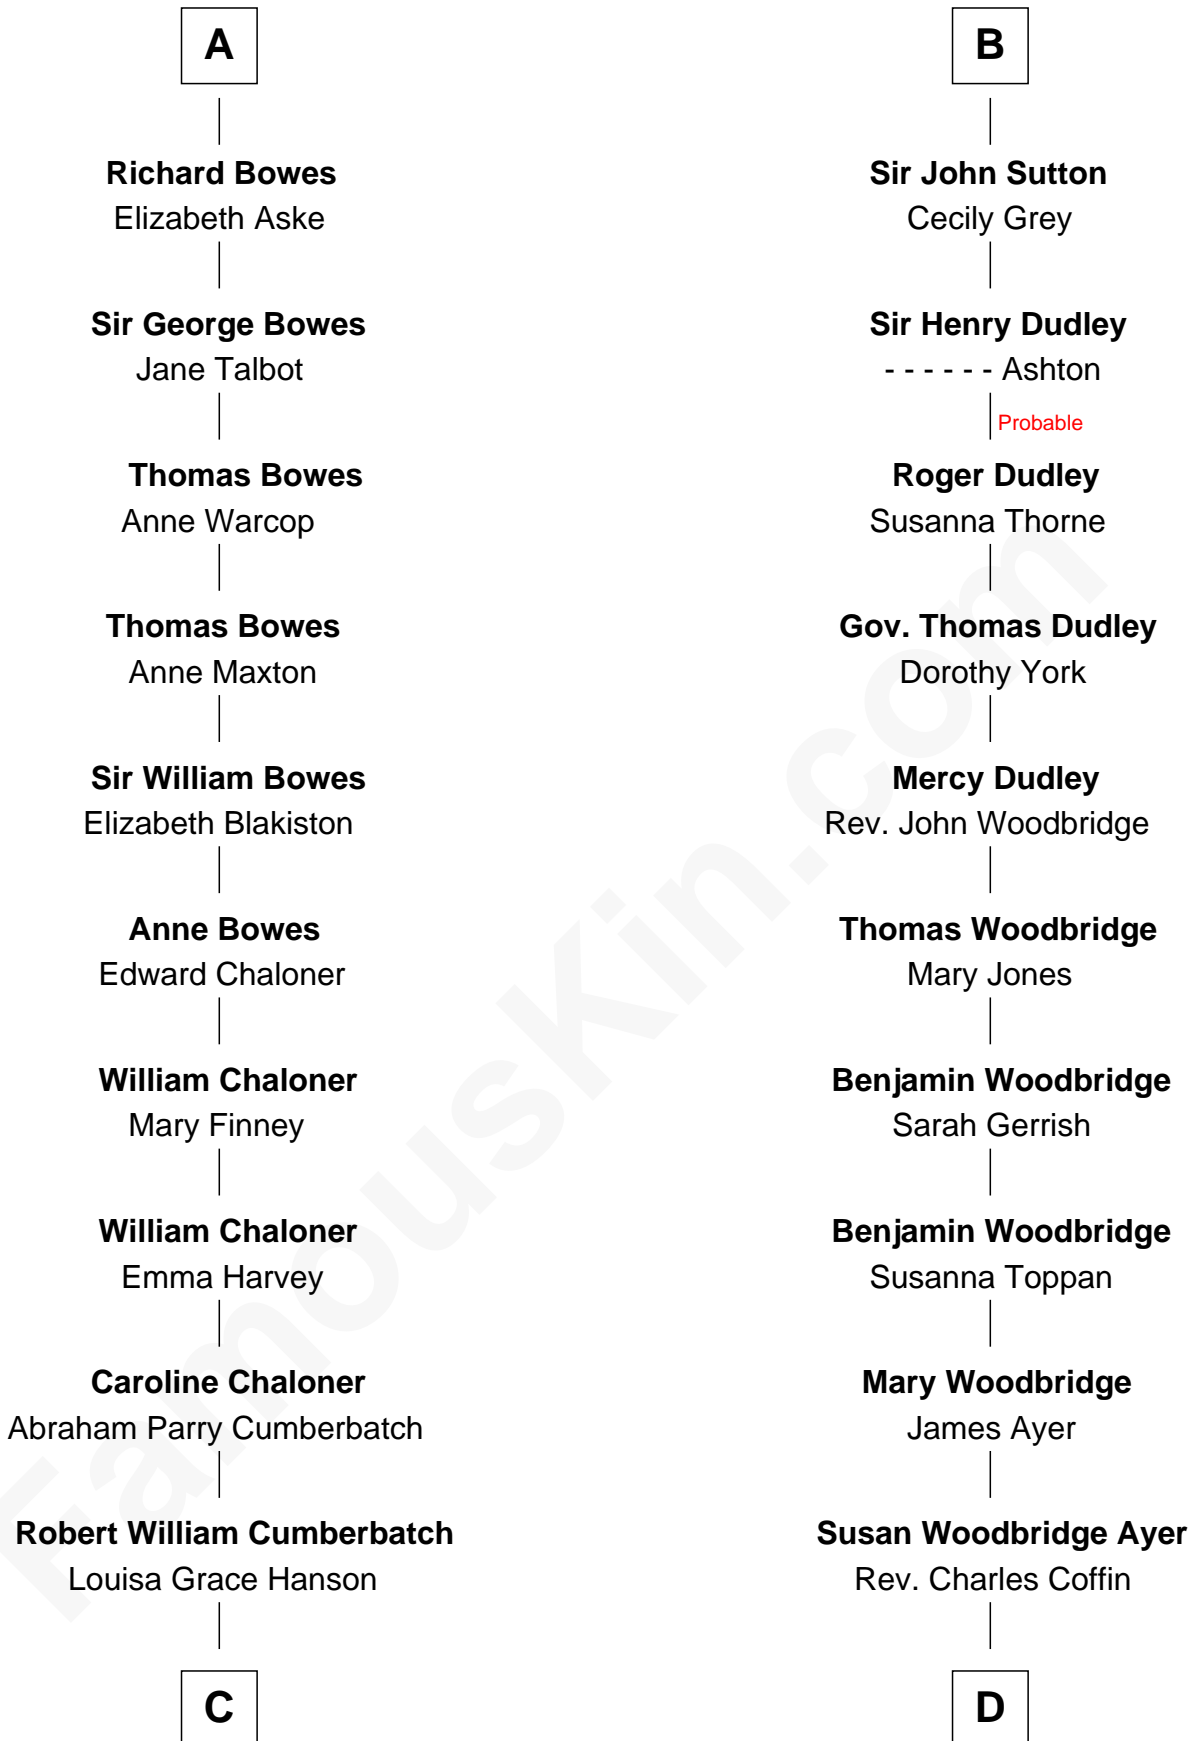 A
Richard Bowes
Elizabeth Aske
Sir George Bowes
Jane Talbot
Thomas Bowes
Anne Warcop
Thomas Bowes
Anne Maxton
Sir William Bowes
Elizabeth Blakiston
Anne Bowes
Edward Chaloner
William Chaloner
Mary Finney
William Chaloner
Emma Harvey
Caroline Chaloner
Abraham Parry Cumberbatch
Robert William Cumberbatch
Louisa Grace Hanson
C
B
Sir John Sutton
Cecily Grey
Sir Henry Dudley
- - - - - - Ashton
Probable
Roger Dudley
Susanna Thorne
Gov. Thomas Dudley
Dorothy York
Mercy Dudley
Rev. John Woodbridge
Thomas Woodbridge
Mary Jones
Benjamin Woodbridge
Sarah Gerrish
Benjamin Woodbridge
Susanna Toppan
Mary Woodbridge
James Ayer
Susan Woodbridge Ayer
Rev. Charles Coffin
D
FamousKin.com